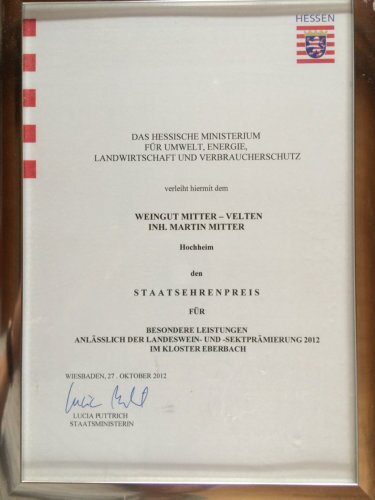 HESSEN
DAS HESSISCHE MINISTERIUM
FÜR UMWELT, ENERGIE,
LANDWIRTSCHAFT UND VERBRAUCHERSCHUTZ
verleiht hiermit dem
WEINGUT MITTER – VELTEN
INH. MARTIN MITTER
Hochheim
den
STAATSEHRENPREIS
FÜR
BESONDERE LEISTUNGEN
ANLÄSSLICH DER LANDESWEIN- UND -SEKTPRÄMIERUNG 2012
IM KLOSTER EBERBACH
WIESBADEN, 27. OKTOBER 2012
LUCIA PUTTRICH
STAATSMINISTERIN